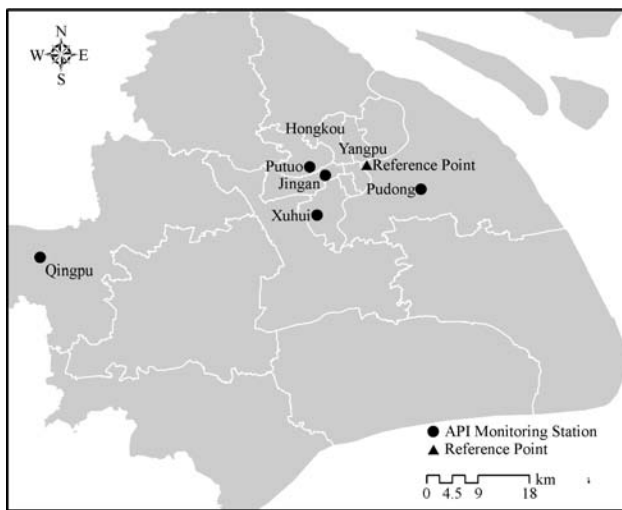 N
W E
S
Hongkou
Yangpu
Putuo
Reference Point
Jingan
Pudong
Xuhui
Qingpu
API Monitoring Station
Reference Point
km
0 4.5 9 18